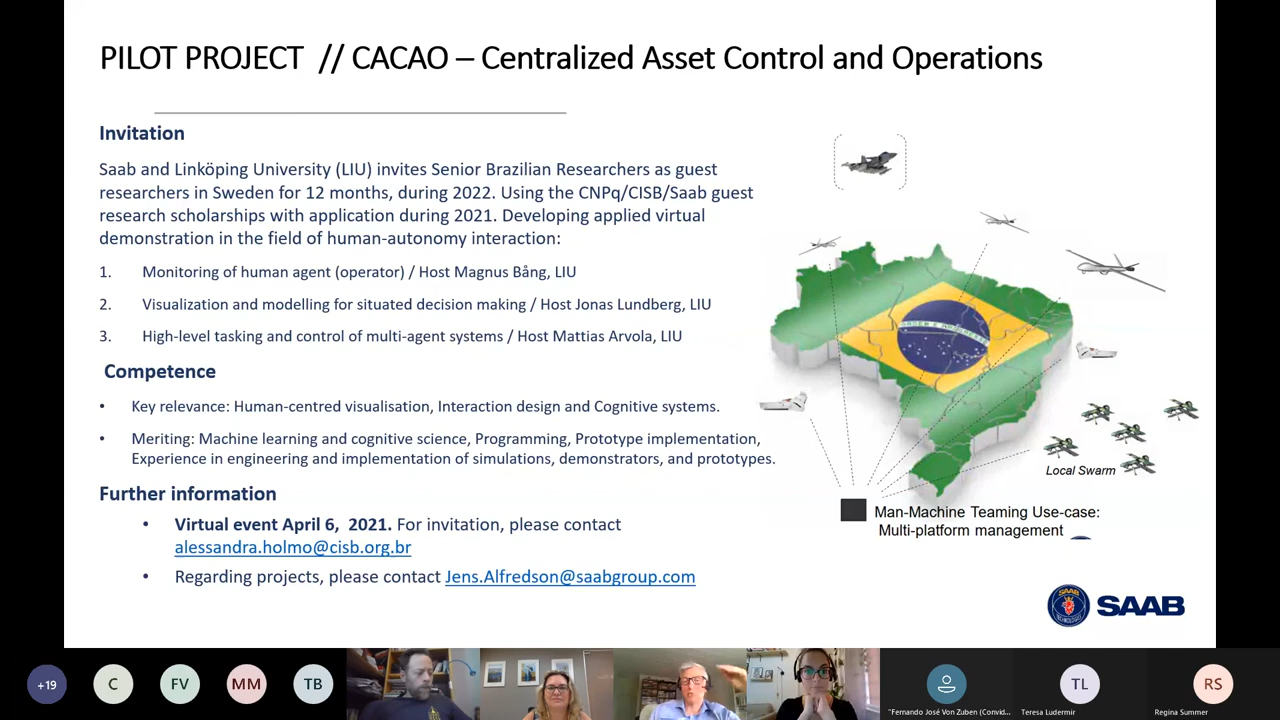 PILOT PROJECT // CACAO – Centralized Asset Control and Operations
Invitation
Saab and Linköping University (LIU) invites Senior Brazilian Researchers as guest
researchers in Sweden for 12 months, during 2022. Using the CNPq/CISB/Saab guest
research scholarships with application during 2021. Developing applied virtual
demonstration in the field of human-autonomy interaction:
1. Monitoring of human agent (operator) / Host Magnus Bång, LIU
2. Visualization and modelling for situated decision making / Host Jonas Lundberg, LIU
3. High-level tasking and control of multi-agent systems / Host Mattias Arvola, LIU
Competence
• Key relevance: Human-centred visualisation, Interaction design and Cognitive systems.
• Meriting: Machine learning and cognitive science, Programming, Prototype implementation,
Experience in engineering and implementation of simulations, demonstrators, and prototypes.
Further information
• Virtual event April 6, 2021. For invitation, please contact
alessandra.holmo@cisb.org.br
• Regarding projects, please contact Jens.Alfredson@saabgroup.com
Local Swarm
Man-Machine Teaming Use-case:
Multi-platform management
SAAB
+19
C
FV
MM
TB
TL
RS
"Fernando José Von Zuben (Convid...
Teresa Ludermir
Regina Summer